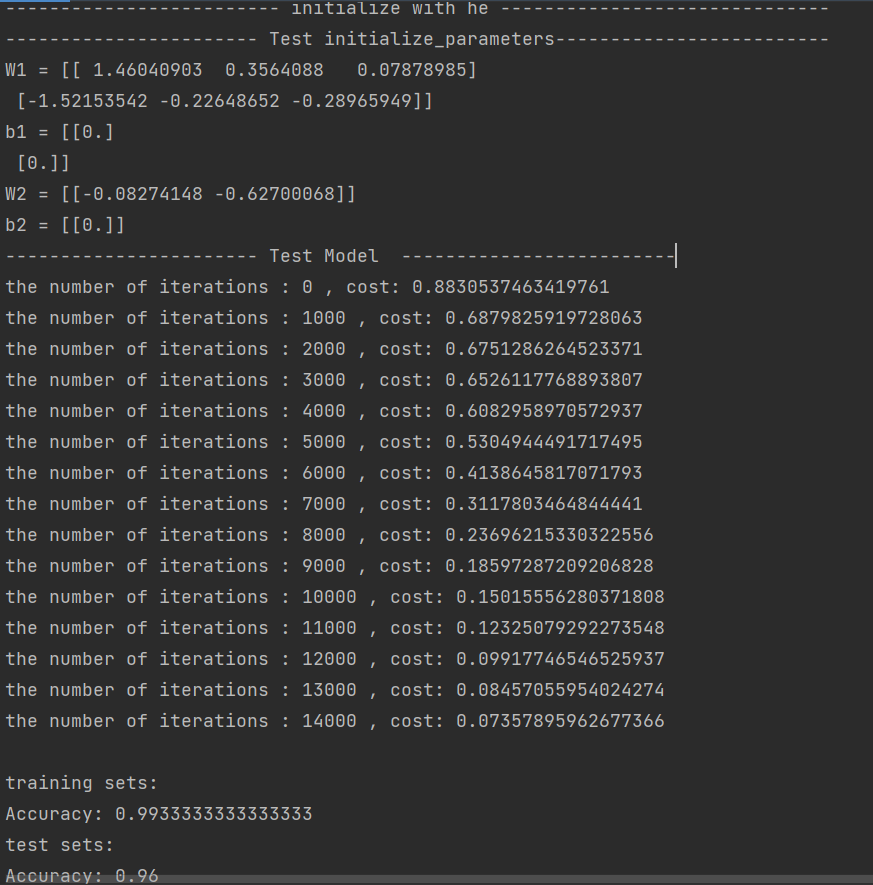 ------------------------- initialize with he ------------------------------
----------------------- Test initialize_parameters-------------------------
W1 = [[ 1.46040903  0.3564088   0.07878985]
 [-1.52153542 -0.22648652 -0.28965949]]
b1 = [[0.]
 [0.]]
W2 = [[-0.08274148 -0.62700068]]
b2 = [[0.]]
----------------------- Test Model  -------------------------
the number of iterations : 0 , cost: 0.8830537463419761
the number of iterations : 1000 , cost: 0.6879825919728063
the number of iterations : 2000 , cost: 0.6751286264523371
the number of iterations : 3000 , cost: 0.6526117768893807
the number of iterations : 4000 , cost: 0.6082958970572937
the number of iterations : 5000 , cost: 0.5304944491717495
the number of iterations : 6000 , cost: 0.4138645817071793
the number of iterations : 7000 , cost: 0.3117803464844441
the number of iterations : 8000 , cost: 0.23696215330322556
the number of iterations : 9000 , cost: 0.18597287209206828
the number of iterations : 10000 , cost: 0.15015556280371808
the number of iterations : 11000 , cost: 0.12325079292273548
the number of iterations : 12000 , cost: 0.09917746546525937
the number of iterations : 13000 , cost: 0.08457055954024274
the number of iterations : 14000 , cost: 0.07357895962677366
training sets:
Accuracy: 0.9933333333333333
test sets:
Accuracy: 0.96